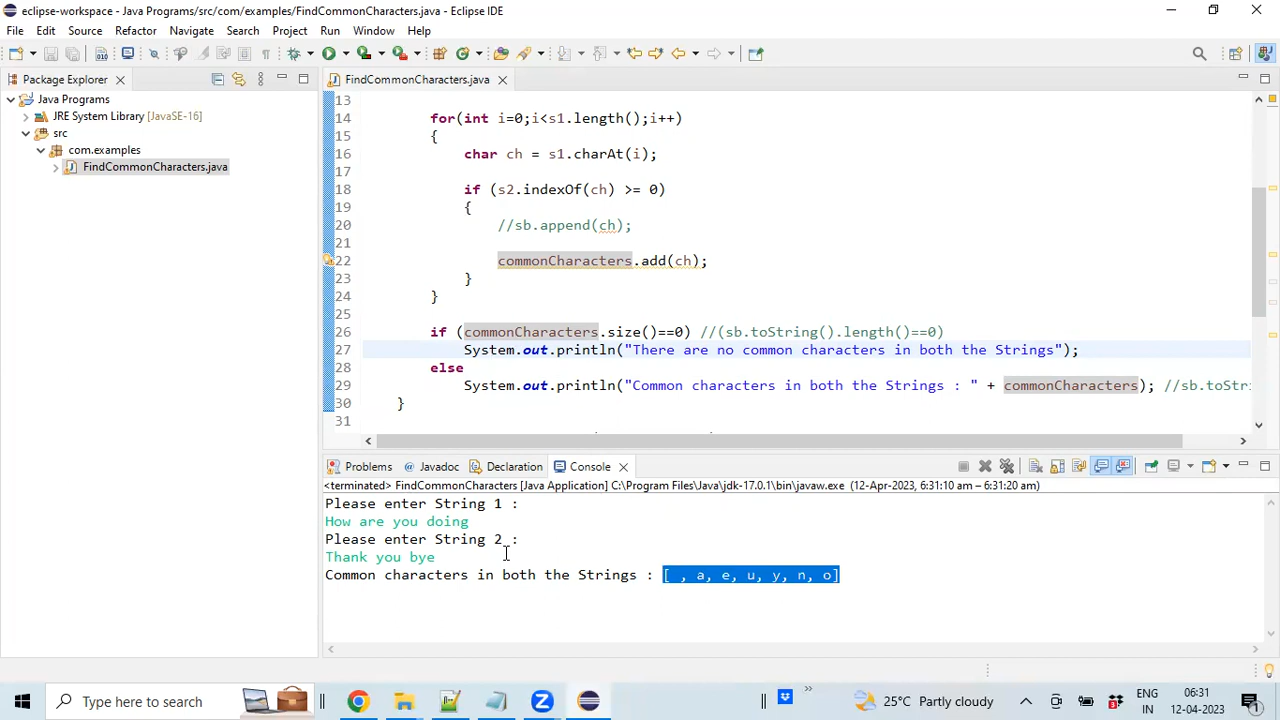 eclipse-workspace - Java Programs/src/com/examples/FindCommonCharacters.java - Eclipse IDE
File Edit Source Refactor Navigate Search Project Run Window Help
Package Explorer
FindCommonCharacters.java
Java Programs
JRE System Library [JavaSE-16]
src
com.examples
FindCommonCharacters.java
13
14 for(int i=0;i<s1.length();i++)
15 {
16 char ch = s1.charAt(i);
17
18 if (s2.indexOf(ch) >= 0)
19 {
20 //sb.append(ch);
21
22 commonCharacters.add(ch);
23 }
24 }
25
26 if (commonCharacters.size()==0) //(sb.toString().length()==0)
27 System.out.println("There are no common characters in both the Strings");
28 else
29 System.out.println("Common characters in both the Strings : " + commonCharacters); //sb.toStr
30 }
31
Problems @ Javadoc Declaration Console
<terminated> FindCommonCharacters [Java Application] C:\Program Files\Java\jdk-17.0.1\bin\javaw.exe (12-Apr-2023, 6:31:10 am – 6:31:20 am)
Please enter String 1 :
How are you doing
Please enter String 2 :
Thank you bye
Common characters in both the Strings : [ , a, e, u, y, n, o]
Type here to search
25°C Partly cloudy
ENG
IN
06:31
12-04-2023